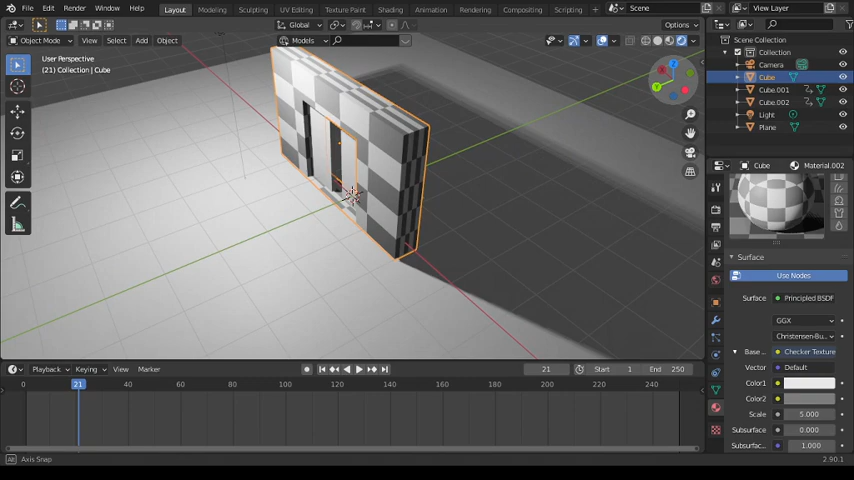 File Edit Render Window Help Layout Modeling Sculpting UV Editing Texture Paint Shading Animation Rendering Compositing Scripting Scene View Layer
Global Options
Object Mode View Select Add Object Models
User Perspective
(21) Collection | Cube
Z
Y
Scene Collection
Collection
Camera
Cube
Cube.001
Cube.002
Light
Plane
Cube Material.002
Surface
Use Nodes
Surface Principled BSDF
GGX
Christensen-Bu..
Base ... Checker Texture
Vector Default
Color1
Color2
Scale 5.000
Subsurface 0.000
Subsurfac.. 1.000
Playback Keying View Marker 21 Start 1 End 250
0 21 40 60 80 100 120 140 160 180 200 220 240
Axis Snap 2.90.1